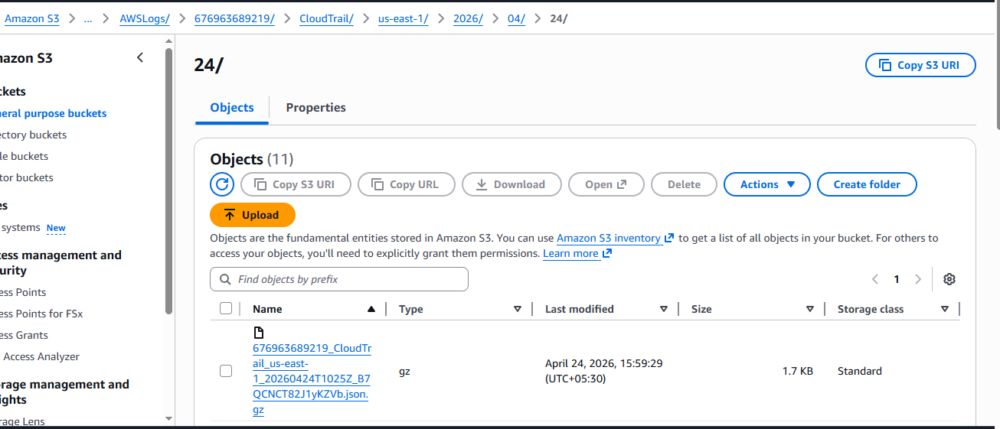 Amazon S3 > ... > AWSLogs/ > 676963689219/ > CloudTrail/ > us-east-1/ > 2026/ > 04/ > 24/
mazon S3
ckets
neral purpose buckets
ectory buckets
le buckets
tor buckets
es
systems New
cess management and
urity
ess Points
ess Points for FSx
ess Grants
Access Analyzer
orage management and
ights
rage Lens
24/
Copy S3 URI
Objects
Properties
Objects (11)
Copy S3 URI
Copy URL
Download
Open
Delete
Actions
Create folder
Upload
Objects are the fundamental entities stored in Amazon S3. You can use Amazon S3 inventory to get a list of all objects in your bucket. For others to
access your objects, you'll need to explicitly grant them permissions. Learn more
Find objects by prefix
1
Name
Type
Last modified
Size
Storage class
676963689219_CloudTr
ail_us-east-
1_20260424T1025Z_B7
QCNCT82J1yKZVb.json.
gz
gz
April 24, 2026, 15:59:29
(UTC+05:30)
1.7 KB
Standard